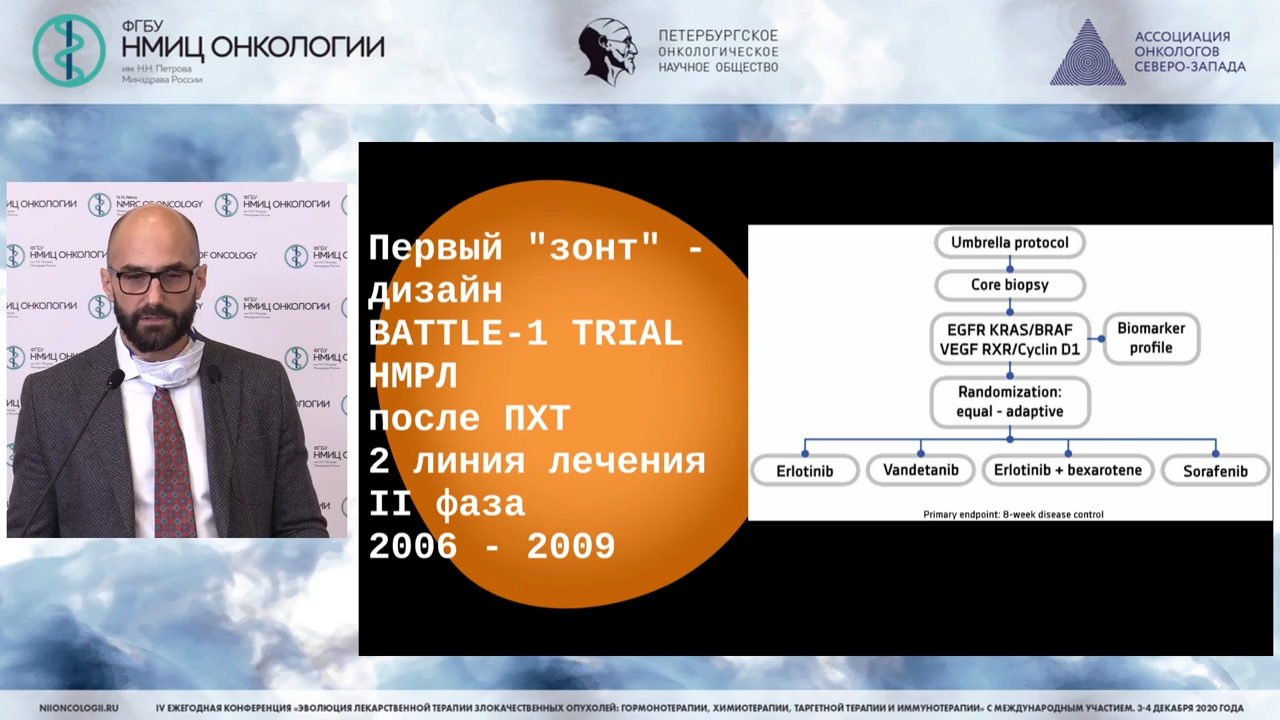 ФГБУ
НМИЦ ОНКОЛОГИИ
им. Н.Н. Петрова
Минздрава России
ПЕТЕРБУРГСКОЕ
ОНКОЛОГИЧЕСКОЕ
НАУЧНОЕ ОБЩЕСТВО
АССОЦИАЦИЯ
ОНКОЛОГОВ
СЕВЕРО-ЗАПАДА
Первый "зонт" -
дизайн
BATTLE-1 TRIAL
НМРЛ
после ПХТ
2 линия лечения
II фаза
2006 - 2009
Umbrella protocol
Core biopsy
EGFR KRAS/BRAF
VEGF RXR/Cyclin D1
Biomarker
profile
Randomization:
equal - adaptive
Erlotinib
Vandetanib
Erlotinib + bexarotene
Sorafenib
Primary endpoint: 8-week disease control
NIIONCOLOGII.RU
IV ЕЖЕГОДНАЯ КОНФЕРЕНЦИЯ «ЭВОЛЮЦИЯ ЛЕКАРСТВЕННОЙ ТЕРАПИИ ЗЛОКАЧЕСТВЕННЫХ ОПУХОЛЕЙ: ГОРМОНОТЕРАПИИ, ХИМИОТЕРАПИИ, ТАРГЕТНОЙ ТЕРАПИИ И ИММУНОТЕРАПИИ» С МЕЖДУНАРОДНЫМ УЧАСТИЕМ. 3-4 ДЕКАБРЯ 2020 ГОДА